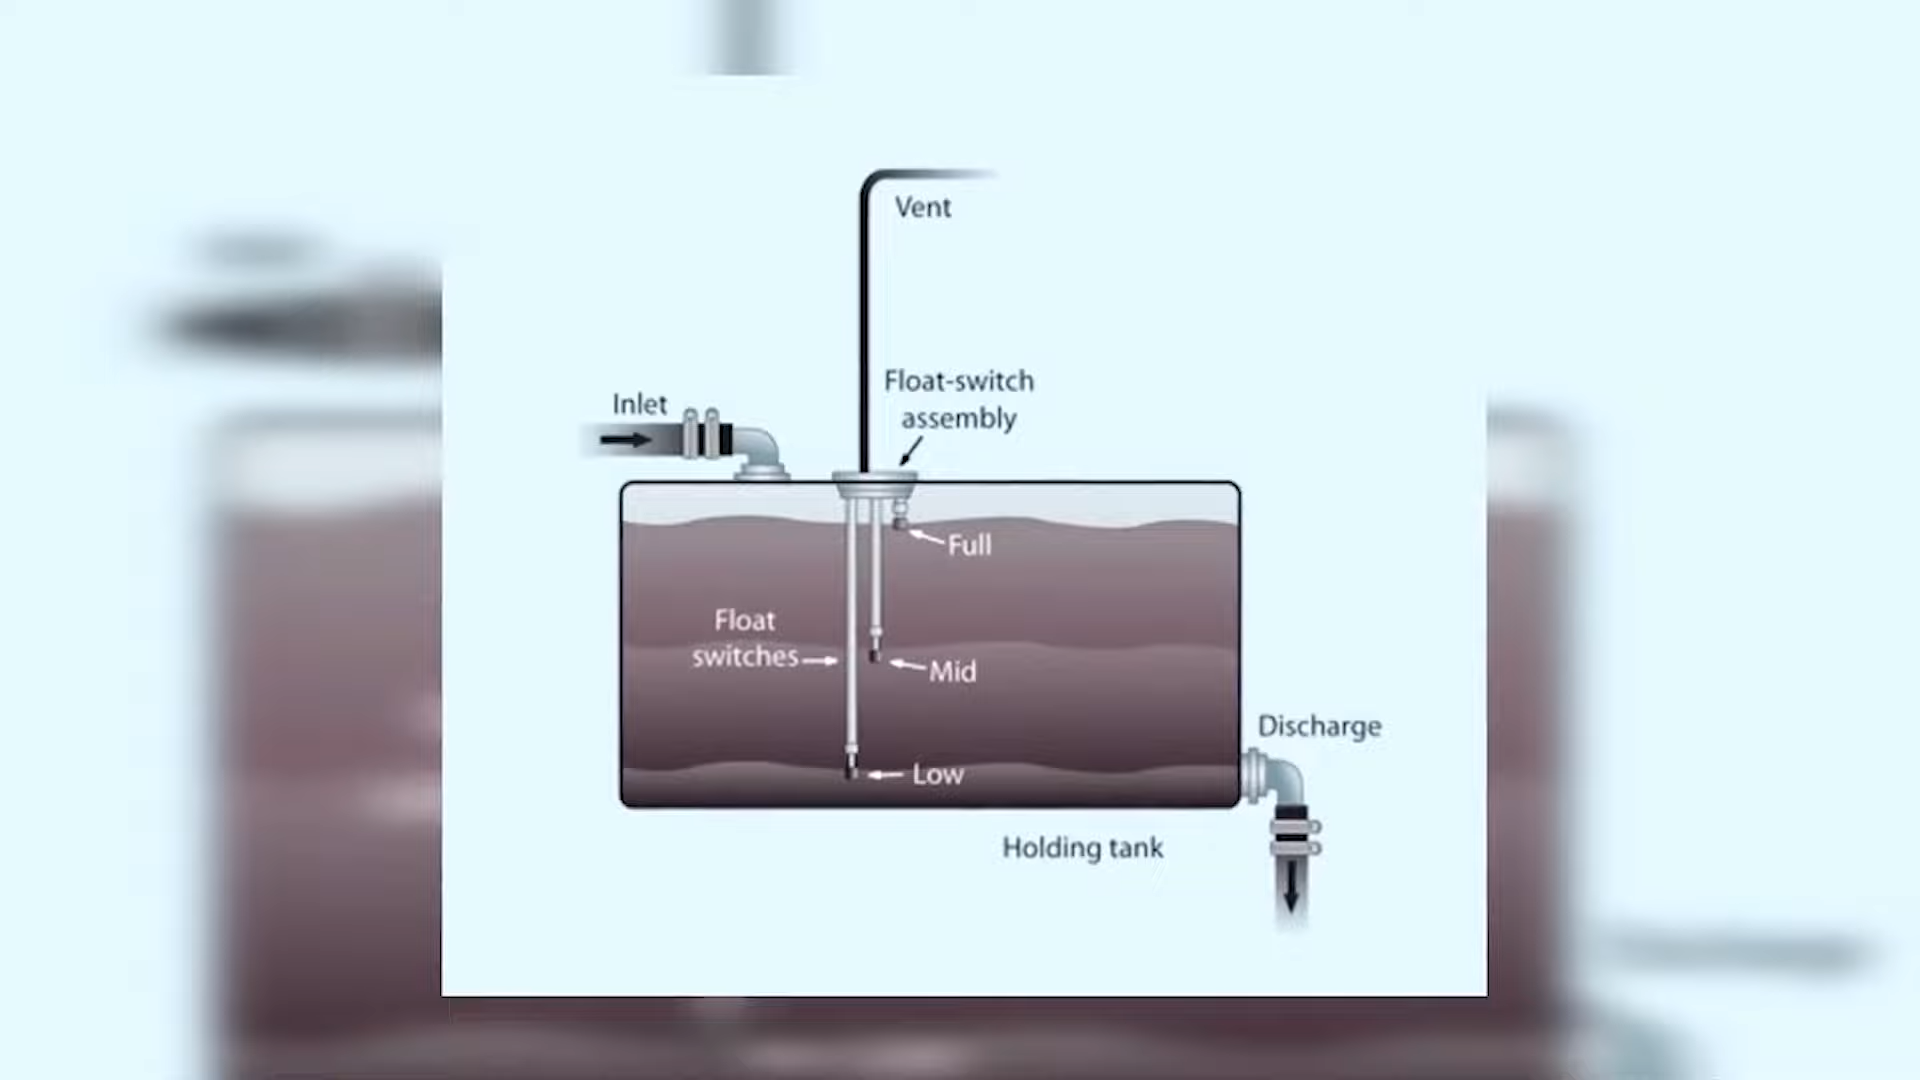 Vent
Float-switch
assembly
Inlet
Full
Float
switches
Mid
Low
Discharge
Holding tank